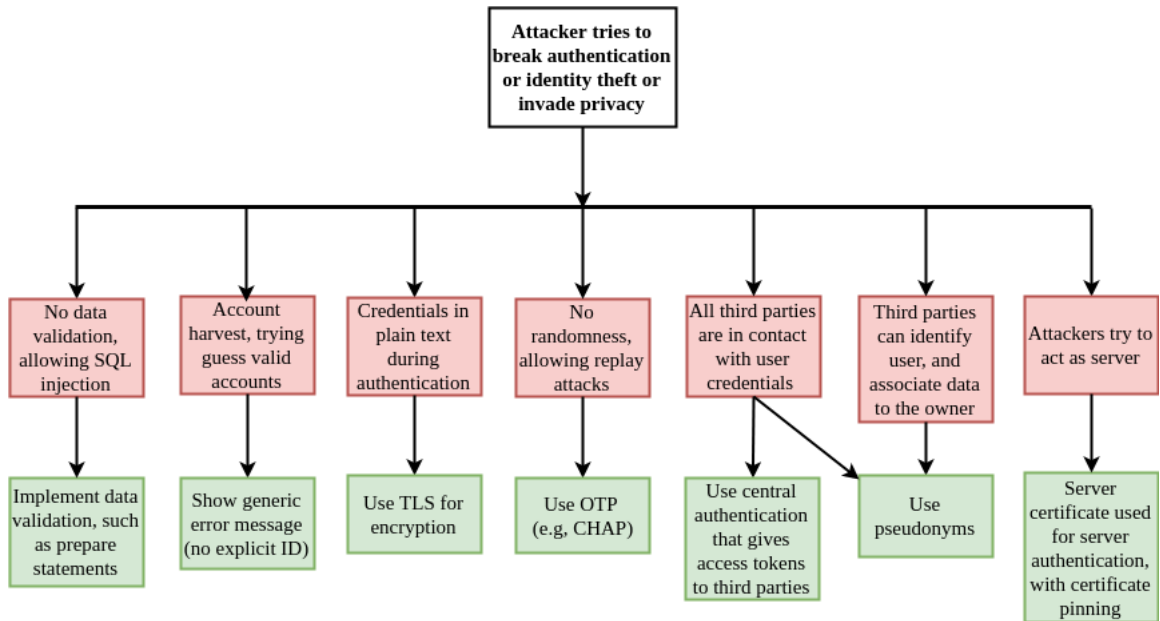 Attacker tries to
break authentication
or identity theft or
invade privacy
No data
validation,
allowing SQL
injection
Account
harvest, trying
guess valid
accounts
Credentials in
plain text
during
authentication
No
randomness,
allowing replay
attacks
All third parties
are in contact
with user
credentials
Third parties
can identify
user, and
associate data
to the owner
Attackers try to
act as server
Implement data
validation, such
as prepare
statements
Show generic
error message
(no explicit ID)
Use TLS for
encryption
Use OTP
(e.g, CHAP)
Use central
authentication
that gives
access tokens
to third parties
Use
pseudonyms
Server
certificate used
for server
authentication,
with certificate
pinning